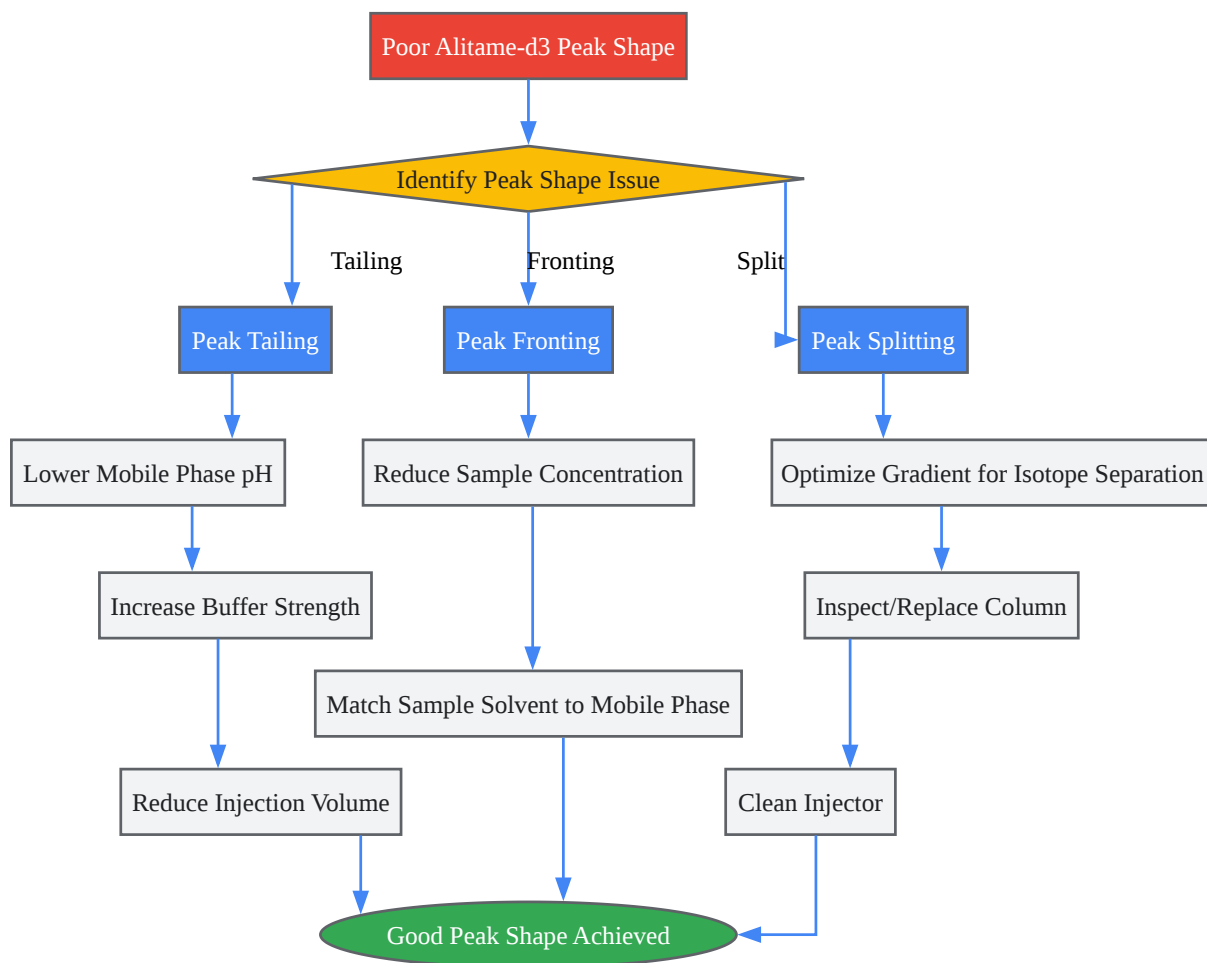 Poor Alitame-d3 Peak Shape
Identify Peak Shape Issue
Tailing
Fronting
Split
Peak Tailing
Peak Fronting
Peak Splitting
Lower Mobile Phase pH
Reduce Sample Concentration
Optimize Gradient for Isotope Separation
Increase Buffer Strength
Inspect/Replace Column
Match Sample Solvent to Mobile Phase
Reduce Injection Volume
Clean Injector
Good Peak Shape Achieved